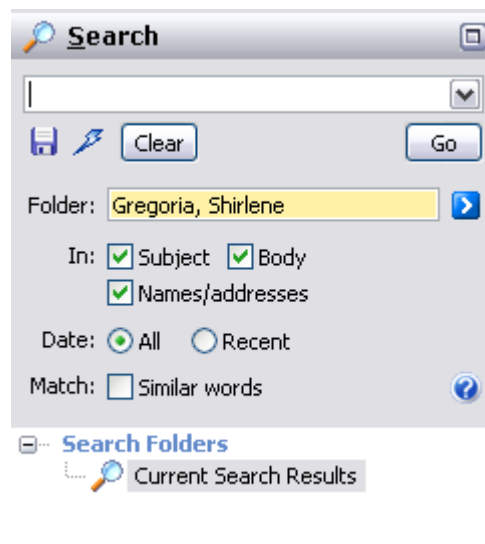 Search
Clear Go
Folder: Gregoria, Shirlene
In: Subject Body
Names/addresses
Date: All Recent
Match: Similar words
Search Folders
Current Search Results